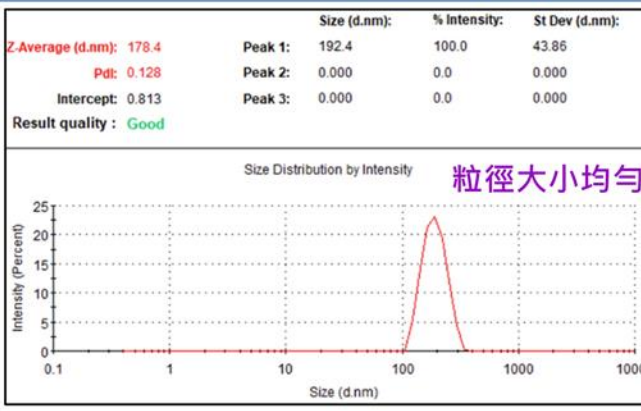 Size (d.nm): % Intensity: St Dev (d.nm):
Z-Average (d.nm): 178.4 Peak 1: 192.4 100.0 43.86
PdI: 0.128 Peak 2: 0.000 0.0 0.000
Intercept: 0.813 Peak 3: 0.000 0.0 0.000
Result quality : Good
Size Distribution by Intensity
粒徑大小均勻
Intensity (Percent)
25
20
15
10
5
0
0.1 1 10 100 1000 1000
Size (d.nm)